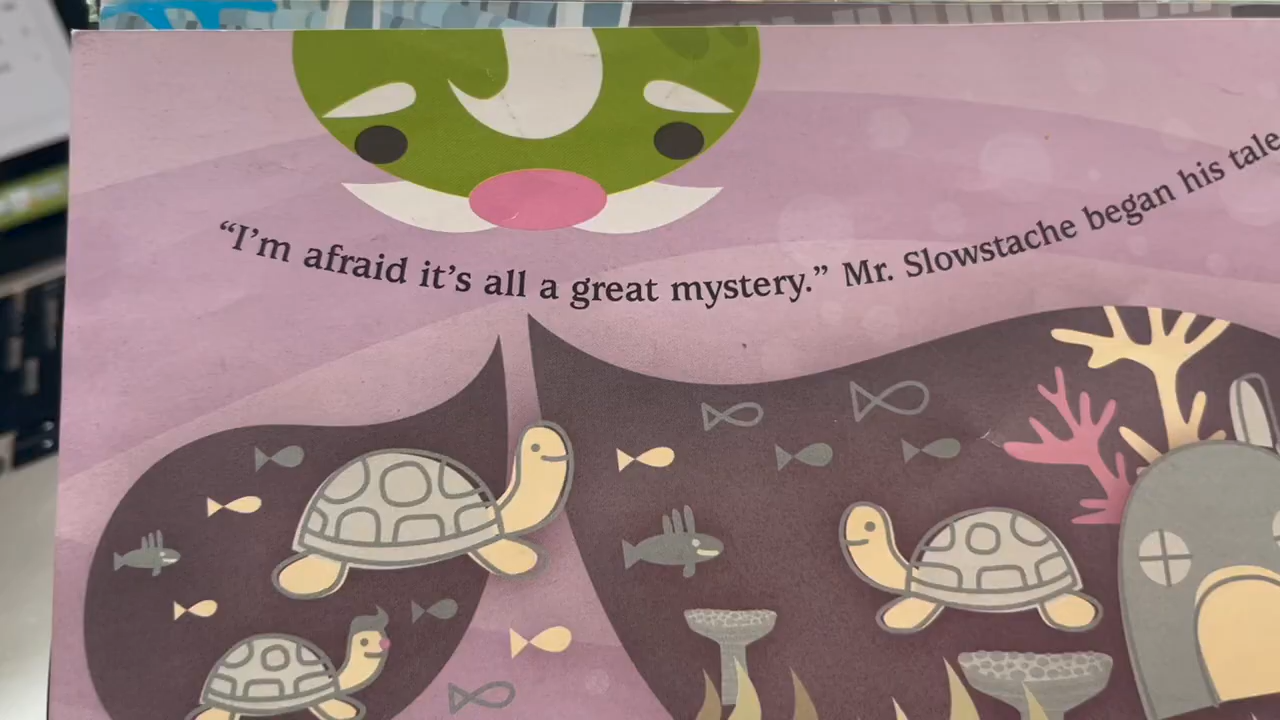 “I’m afraid it’s all a great mystery.” Mr. Slowstache began his tale